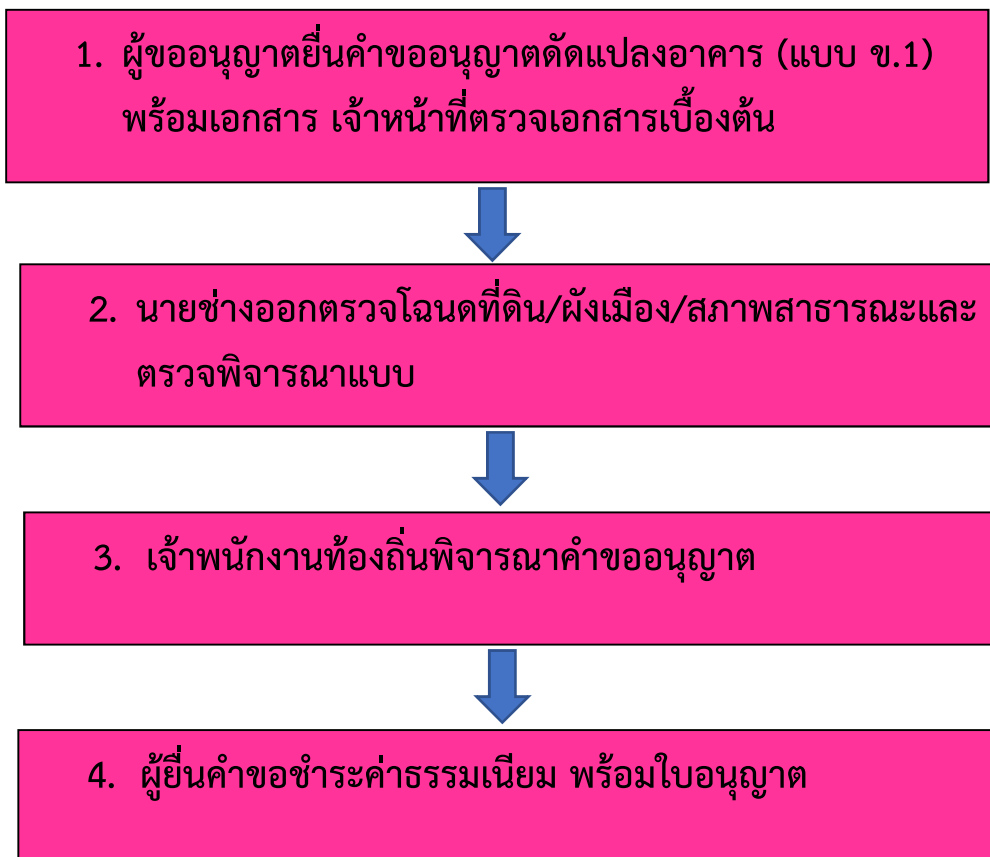 1. ผู้ขออนุญาตยื่นคำขออนุญาตดัดแปลงอาคาร (แบบ ข.1)
พร้อมเอกสาร เจ้าหน้าที่ตรวจเอกสารเบื้องต้น
2. นายช่างออกตรวจโฉนดที่ดิน/ผังเมือง/สภาพสาธารณะและ
ตรวจพิจารณาแบบ
3. เจ้าพนักงานท้องถิ่นพิจารณาคำขออนุญาต
4. ผู้ยื่นคำขอชำระค่าธรรมเนียม พร้อมใบอนุญาต